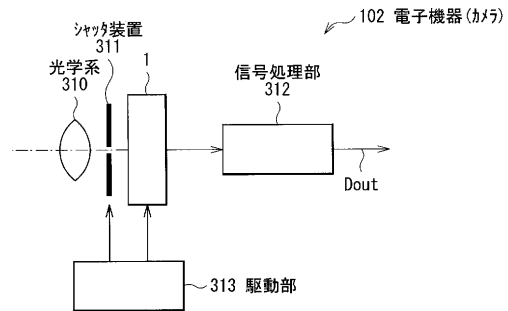 102 電子機器(カメラ)
シャッタ装置
311
光学系
310
1
信号処理部
312
Dout
313 駆動部